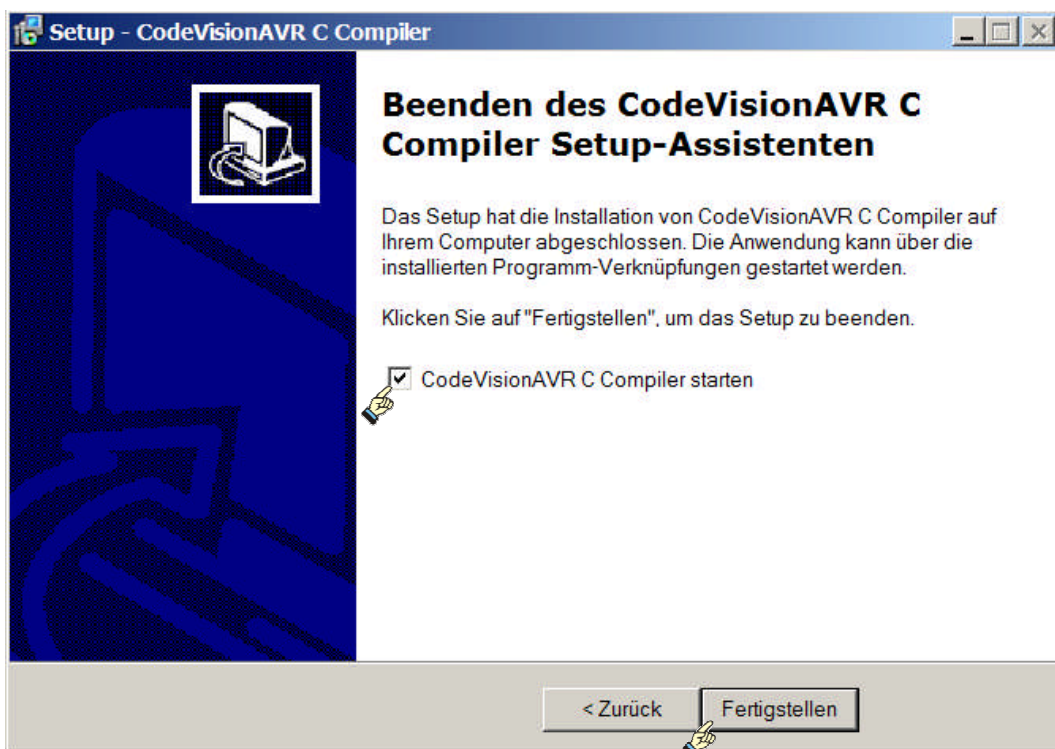 Setup - CodeVisionAVR C Compiler
Beenden des CodeVisionAVR C
Compiler Setup-Assistenten
Das Setup hat die Installation von CodeVisionAVR C Compiler auf
Ihrem Computer abgeschlossen. Die Anwendung kann über die
installierten Programm-Verknüpfungen gestartet werden.
Klicken Sie auf "Fertigstellen", um das Setup zu beenden.
CodeVisionAVR C Compiler starten
< Zurück
Fertigstellen